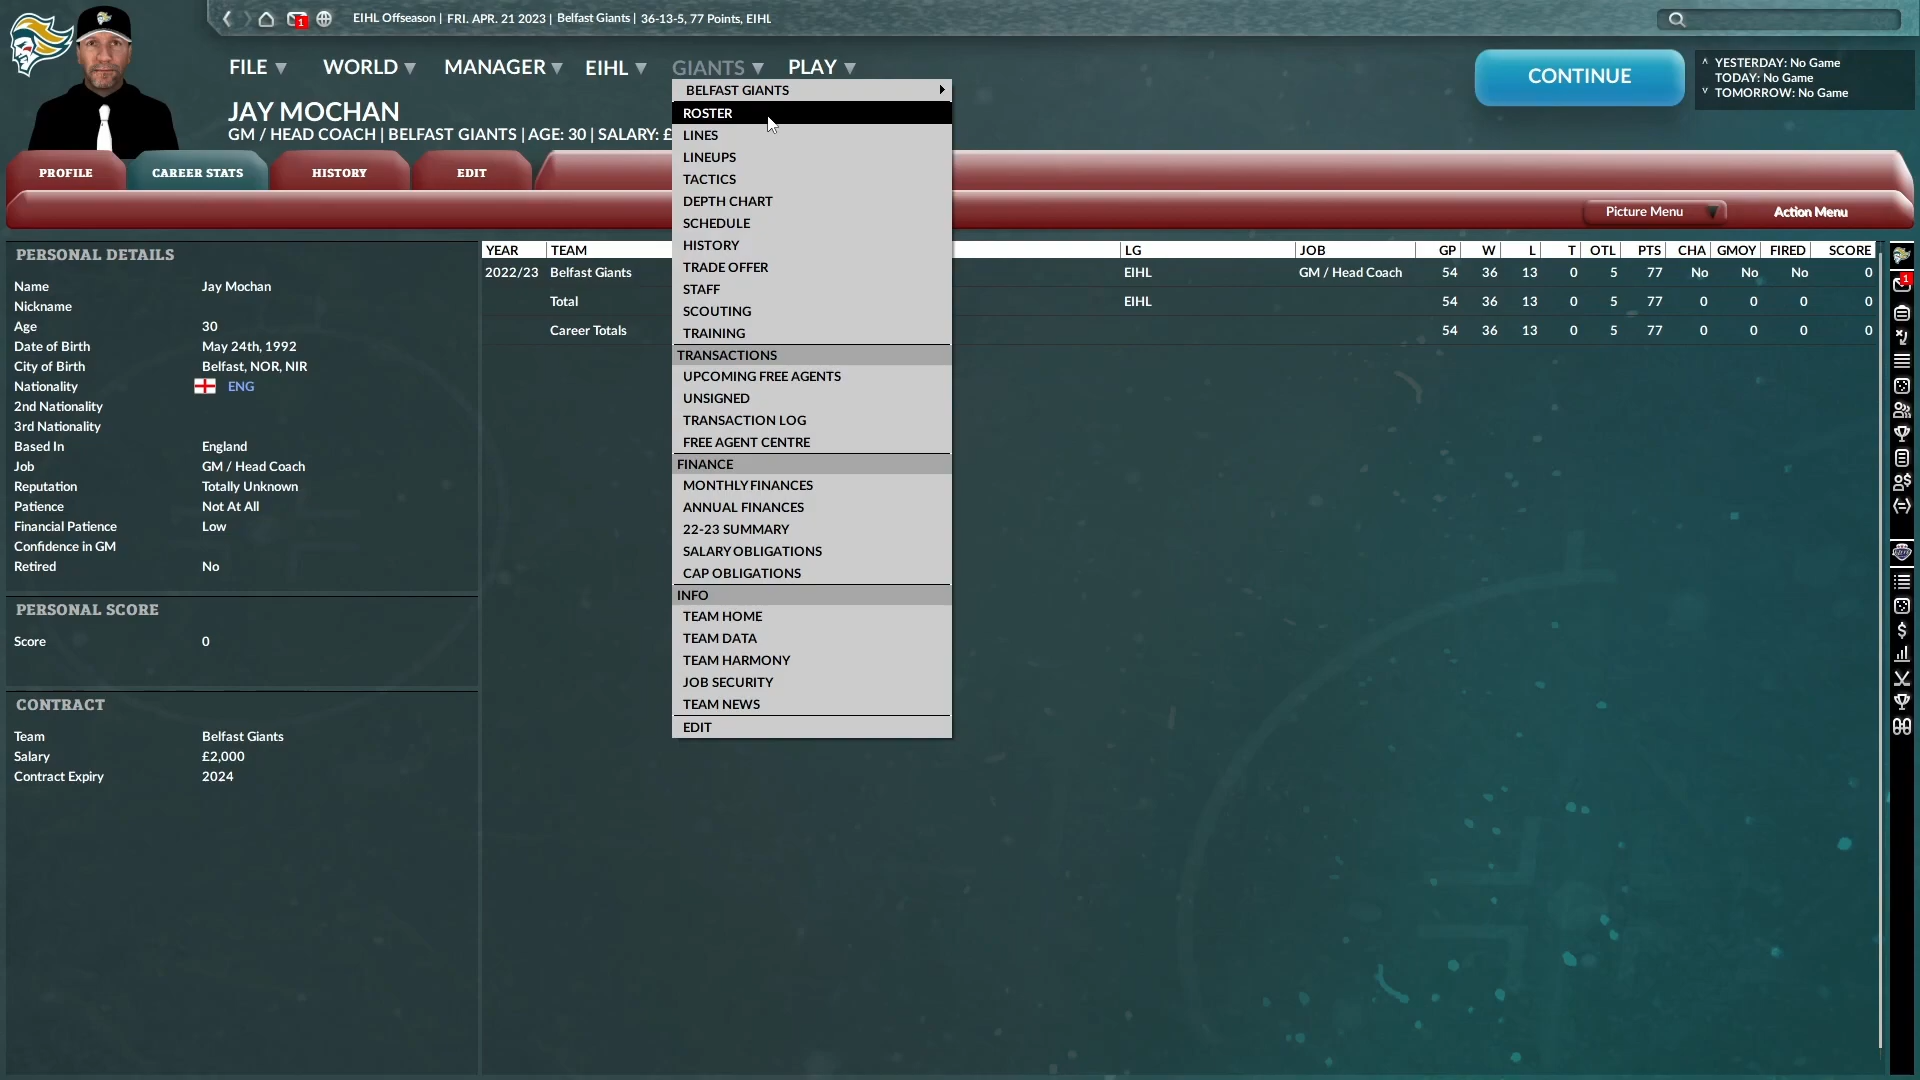 EIHL Offseason | FRI. APR. 21 2023 | Belfast Giants | 36-13-5, 77 Points, EIHL
1
FILE ▼ WORLD ▼ MANAGER ▼ EIHL ▼ GIANTS ▼ PLAY ▼
CONTINUE
^ YESTERDAY: No Game
TODAY: No Game
v TOMORROW: No Game
JAY MOCHAN
GM / HEAD COACH | BELFAST GIANTS | AGE: 30 | SALARY: £
PROFILE CAREER STATS HISTORY EDIT
Picture Menu ▼ Action Menu
BELFAST GIANTS
ROSTER
LINES
LINEUPS
TACTICS
DEPTH CHART
SCHEDULE
HISTORY
TRADE OFFER
STAFF
SCOUTING
TRAINING
TRANSACTIONS
UPCOMING FREE AGENTS
UNSIGNED
TRANSACTION LOG
FREE AGENT CENTRE
FINANCE
MONTHLY FINANCES
ANNUAL FINANCES
22-23 SUMMARY
SALARY OBLIGATIONS
CAP OBLIGATIONS
INFO
TEAM HOME
TEAM DATA
TEAM HARMONY
JOB SECURITY
TEAM NEWS
EDIT
PERSONAL DETAILS
Name Jay Mochan
Nickname
Age 30
Date of Birth May 24th, 1992
City of Birth Belfast, NOR, NIR
Nationality ENG
2nd Nationality
3rd Nationality
Based In England
Job GM / Head Coach
Reputation Totally Unknown
Patience Not At All
Financial Patience Low
Confidence in GM
Retired No
PERSONAL SCORE
Score 0
CONTRACT
Team Belfast Giants
Salary £2,000
Contract Expiry 2024
YEAR TEAM LG JOB GP W L T OTL PTS CHA GMOY FIRED SCORE
2022/23 Belfast Giants EIHL GM / Head Coach 54 36 13 0 5 77 No No No 0
Total EIHL 54 36 13 0 5 77 0 0 0 0
Career Totals 54 36 13 0 5 77 0 0 0 0
1